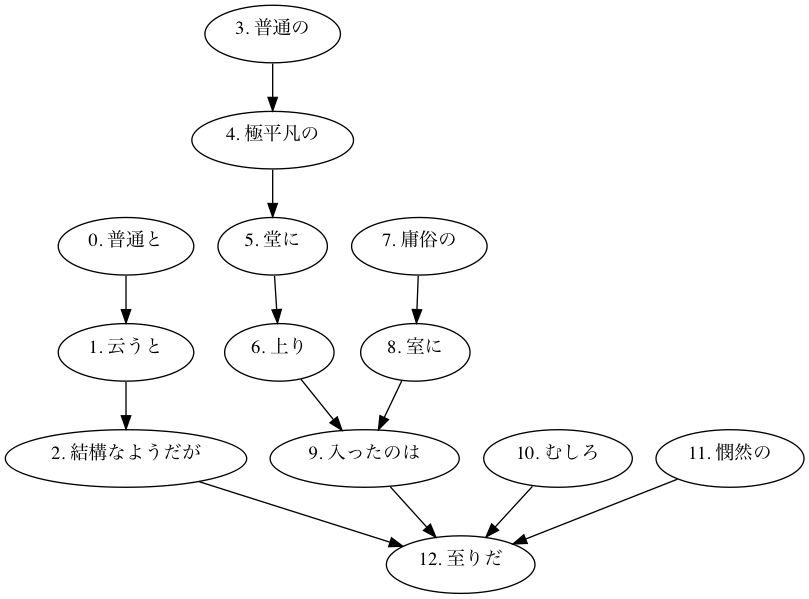 3. 普通の
4. 極平凡の
0. 普通と
5. 堂に
7. 庸俗の
1. 云うと
6. 上り
8. 室に
2. 結構なようだが
9. 入ったのは
10. むしろ
11. 憫然の
12. 至りだ